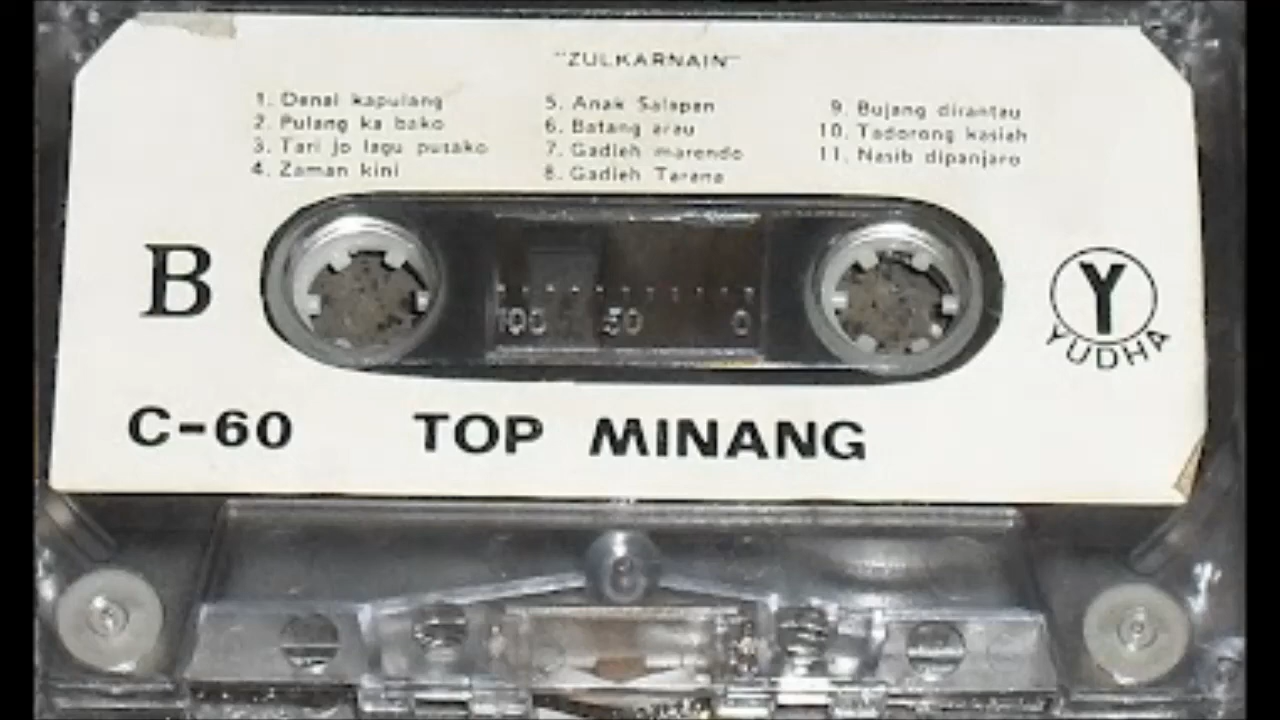 "ZULKARNAIN"
1. Denai kapulang
2. Pulang ka bako
3. Tari jo lagu pusako
4. Zaman kini
5. Anak Salapan
6. Batang arau
7. Gadieh marendo
8. Gadieh Tarana
9. Bujang dirantau
10. Tadorong kasiah
11. Nasib dipanjaro
B
100 50 0
Y
YUDHA
C-60 TOP MINANG